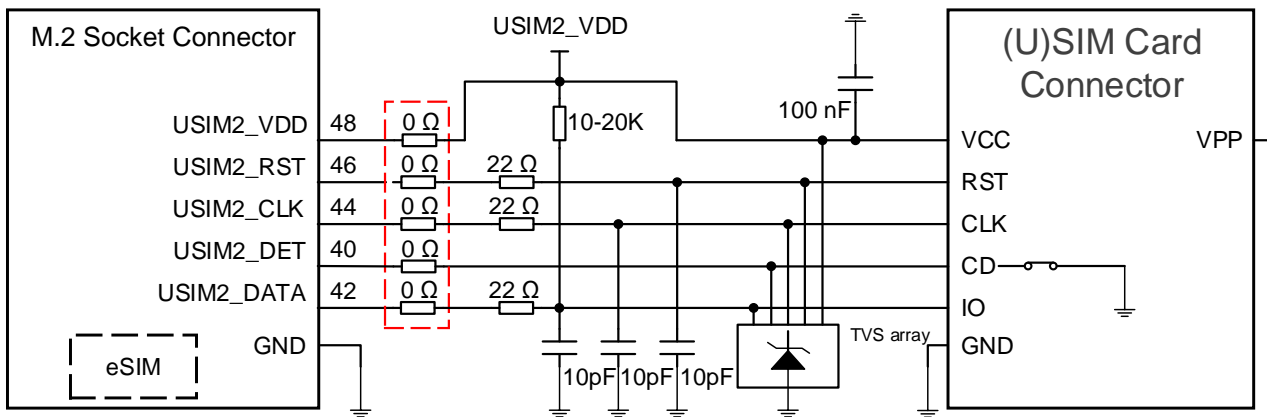 M.2 Socket Connector
USIM2_VDD
(U)SIM Card
Connector
100 nF
10-20K
USIM2_VDD 48 0 Ω
VCC VPP
USIM2_RST 46 0 Ω 22 Ω
RST
USIM2_CLK 44 0 Ω 22 Ω
CLK
USIM2_DET 40 0 Ω
CD
USIM2_DATA 42 0 Ω 22 Ω
IO
GND
TVS array
GND
eSIM
10pF 10pF 10pF